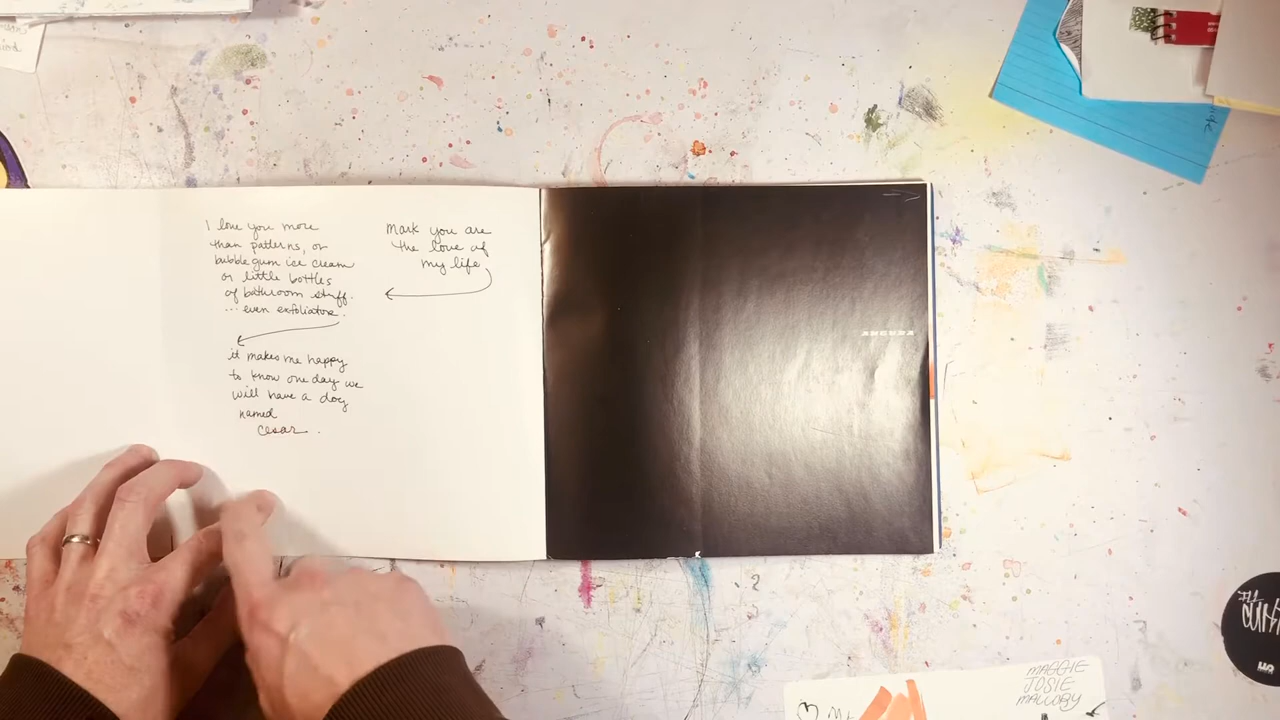 I love you more
than patterns, or
bubble gum ice cream
or little bottles
of bathroom stuff.
... even exfoliators.
it makes me happy
to know one day we
will have a dog
named
Cesar.
Mark you are
the love of
my life
MAGGIE
JOSIE
MALLORY